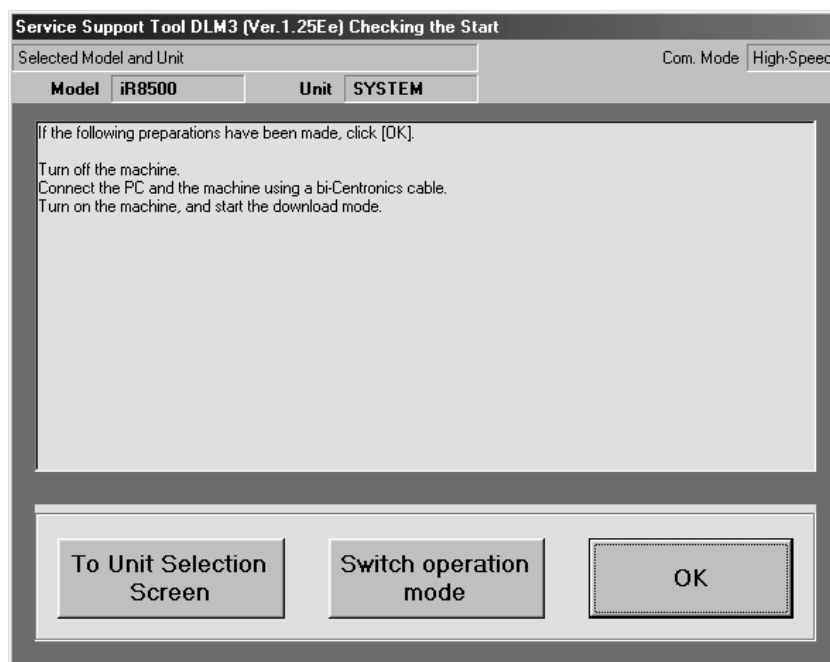 Service Support Tool DLM3 (Ver.1.25Ee) Checking the Start
Selected Model and Unit
Com. Mode High-Speed
Model iR8500 Unit SYSTEM
If the following preparations have been made, click [OK].
Turn off the machine.
Connect the PC and the machine using a bi-Centronics cable.
Turn on the machine, and start the download mode.
To Unit Selection
Screen
Switch operation
mode
OK